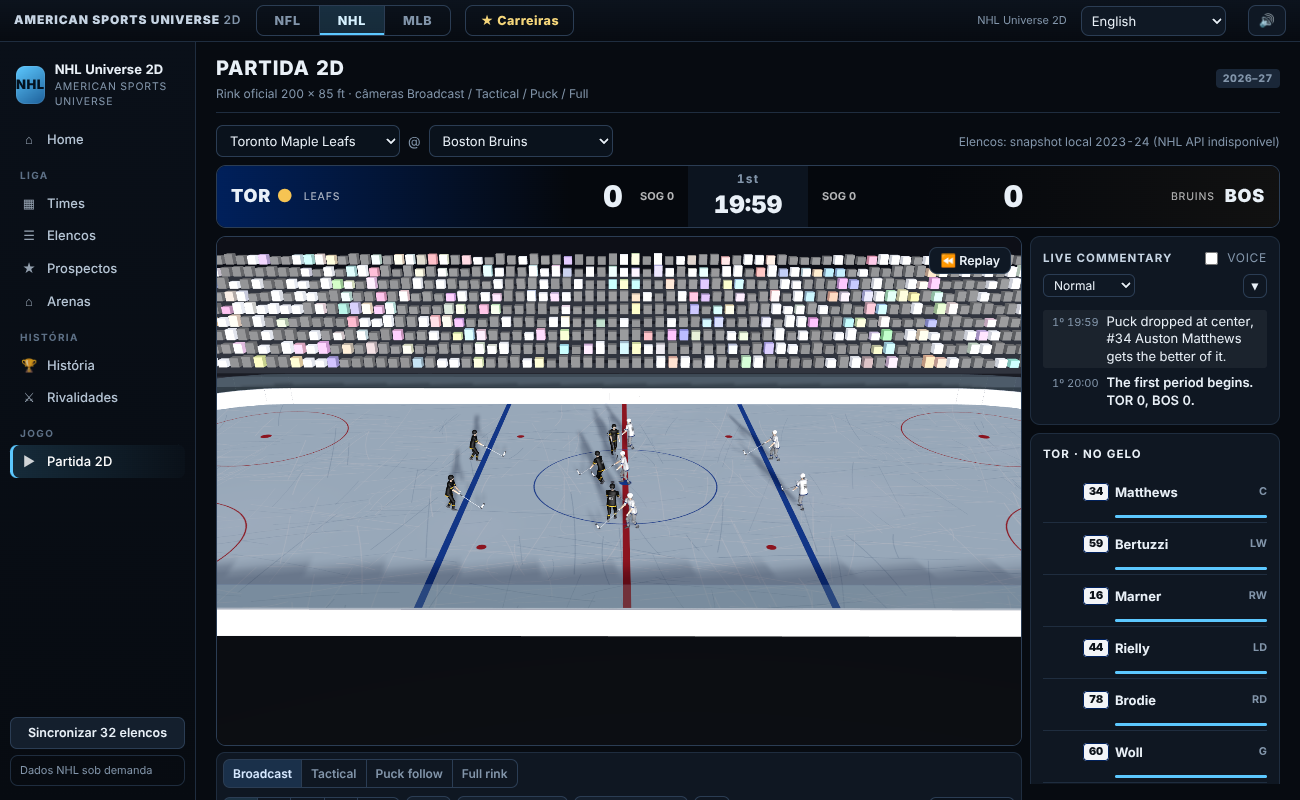 AMERICAN SPORTS UNIVERSE 2D
NFL
NHL
MLB
★ Carreiras
NHL Universe 2D
English
NHL
NHL Universe 2D
AMERICAN SPORTS
UNIVERSE
Home
LIGA
Times
Elencos
Prospectos
Arenas
HISTÓRIA
História
Rivalidades
JOGO
Partida 2D
Sincronizar 32 elencos
Dados NHL sob demanda
PARTIDA 2D
Rink oficial 200 × 85 ft · câmeras Broadcast / Tactical / Puck / Full
2026–27
Toronto Maple Leafs
@
Boston Bruins
Elencos: snapshot local 2023-24 (NHL API indisponível)
TOR
LEAFS
0
SOG 0
1st
19:59
SOG 0
0
BRUINS
BOS
Replay
LIVE COMMENTARY
VOICE
Normal
1º 19:59 Puck dropped at center,
#34 Auston Matthews
gets the better of it.
1º 20:00 The first period begins.
TOR 0, BOS 0.
TOR · NO GELO
34 Matthews C
59 Bertuzzi LW
16 Marner RW
44 Rielly LD
78 Brodie RD
60 Woll G
Broadcast
Tactical
Puck follow
Full rink